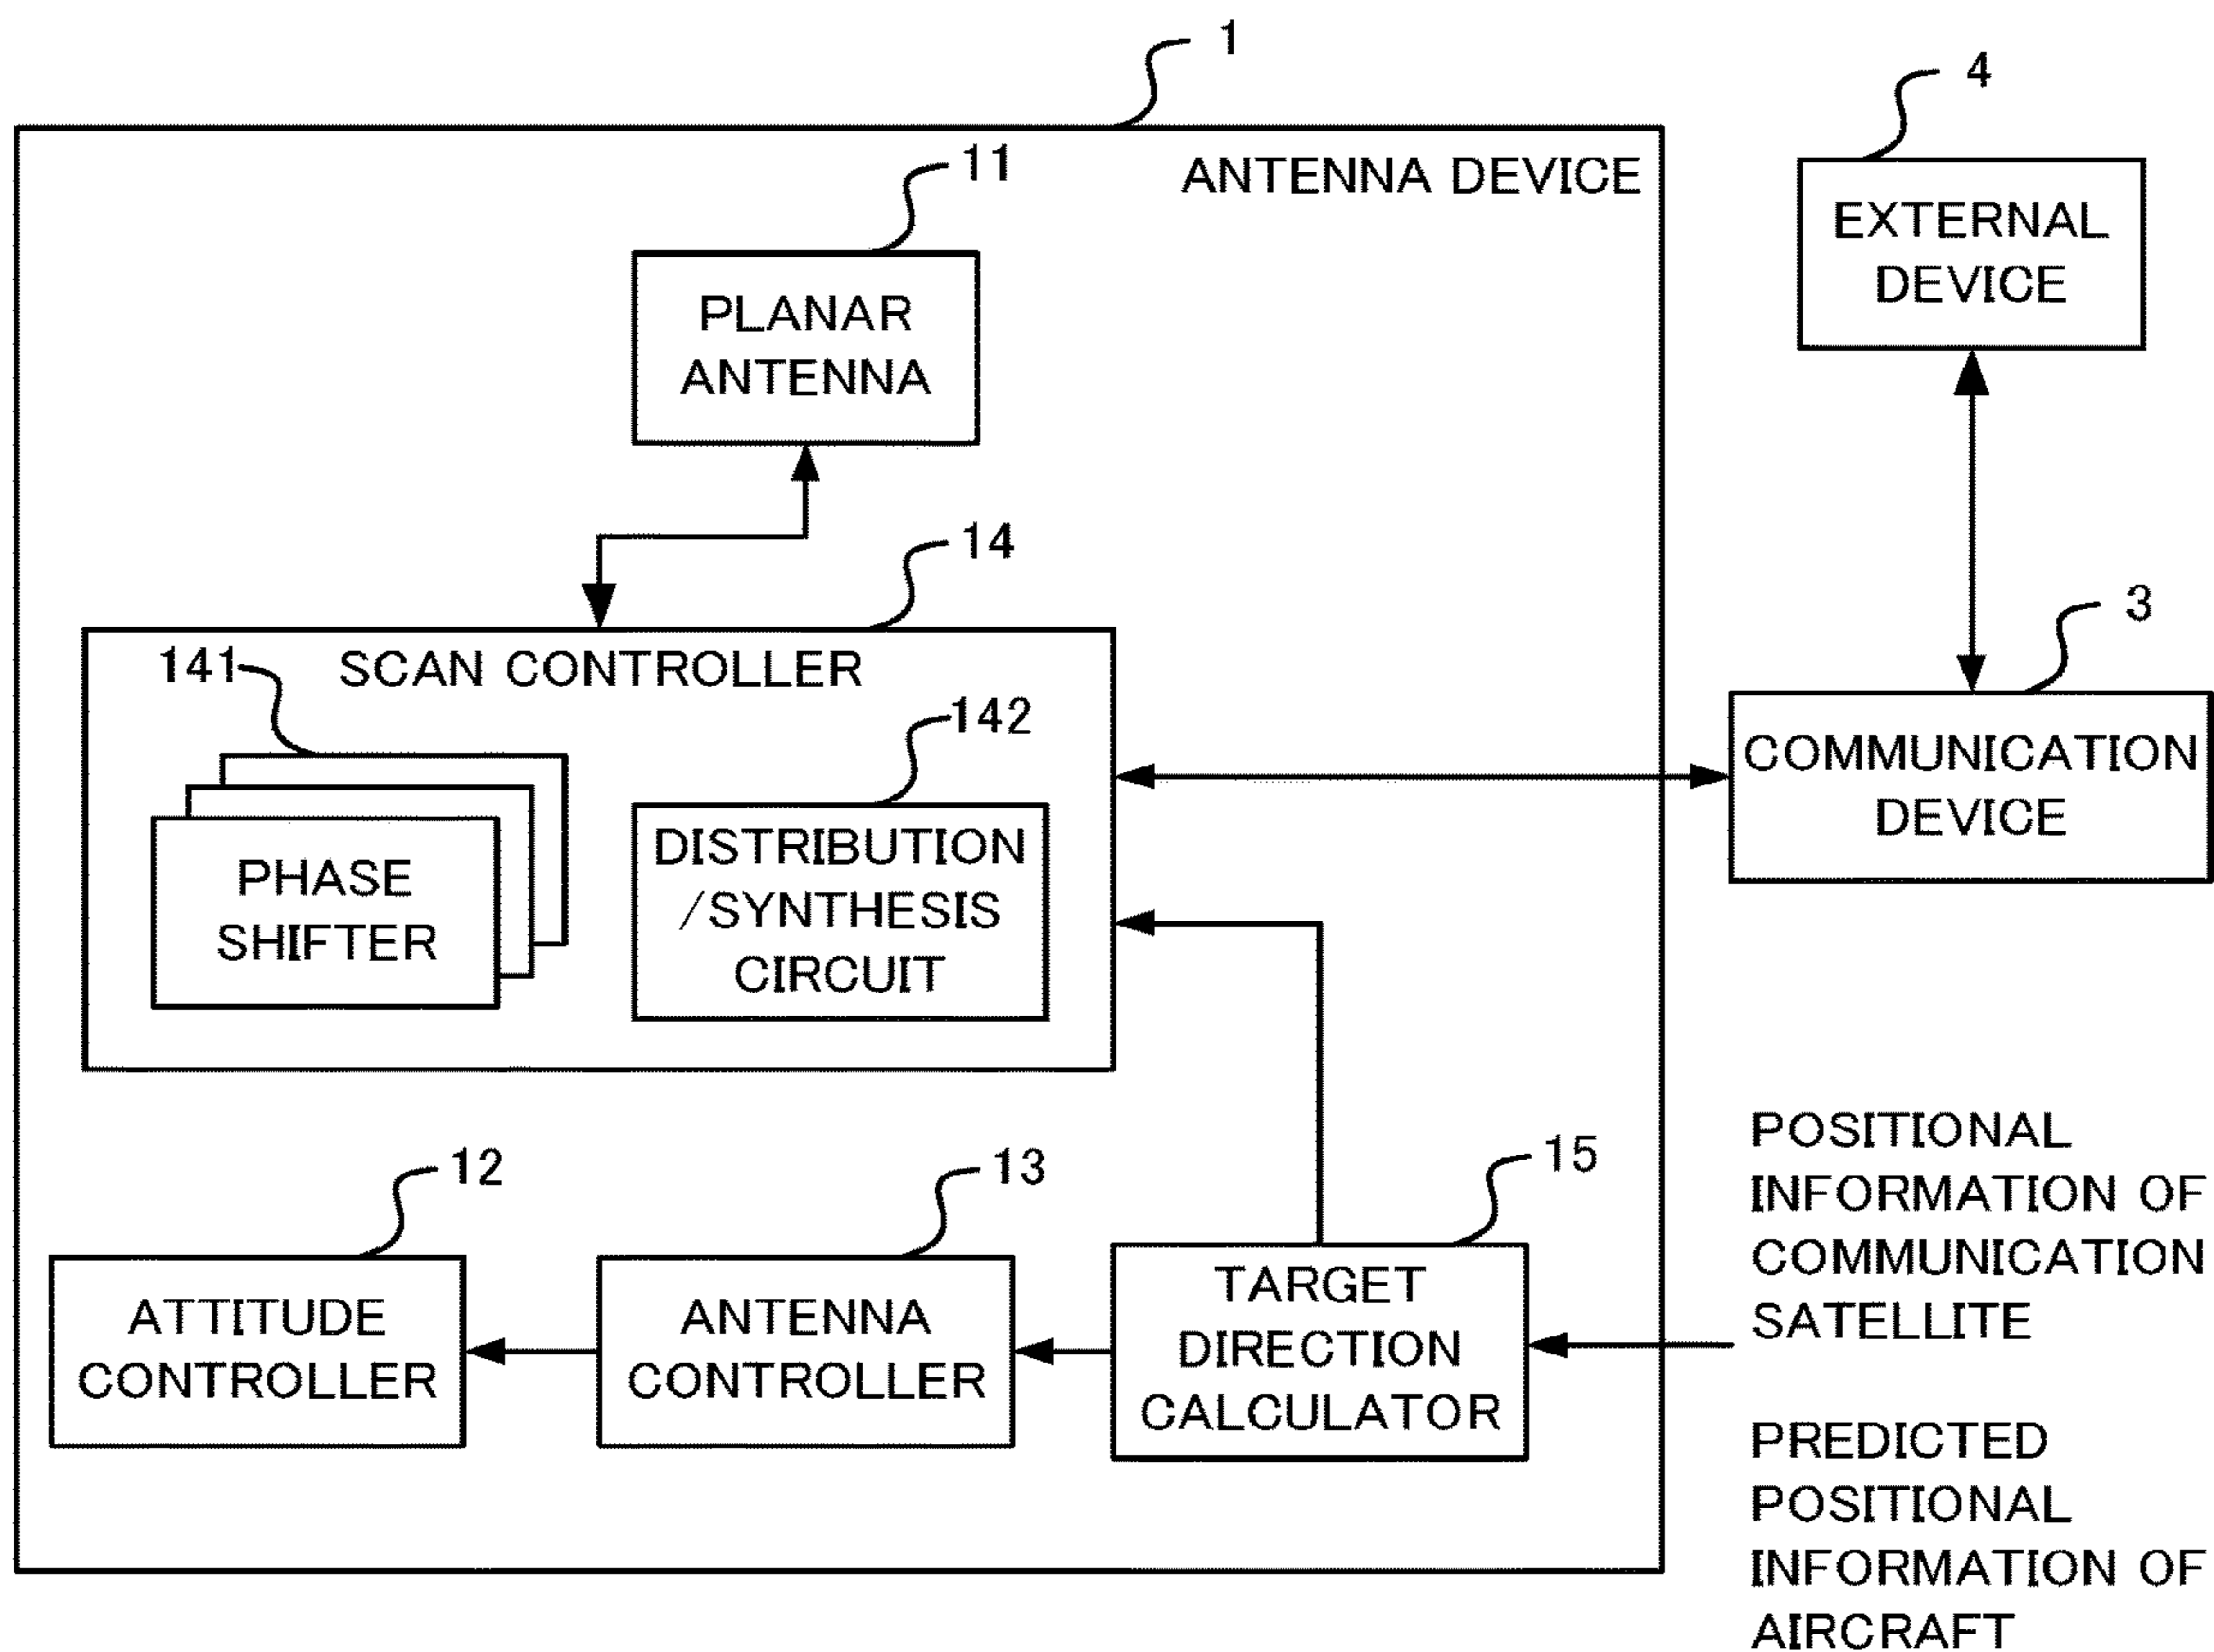 1
4
11
ANTENNA DEVICE
EXTERNAL
DEVICE
PLANAR
ANTENNA
14
3
141
SCAN CONTROLLER
142
COMMUNICATION
DEVICE
PHASE
SHIFTER
DISTRIBUTION
/SYNTHESIS
CIRCUIT
12
13
15
ATTITUDE
CONTROLLER
ANTENNA
CONTROLLER
TARGET
DIRECTION
CALCULATOR
POSITIONAL
INFORMATION OF
COMMUNICATION
SATELLITE
PREDICTED
POSITIONAL
INFORMATION OF
AIRCRAFT